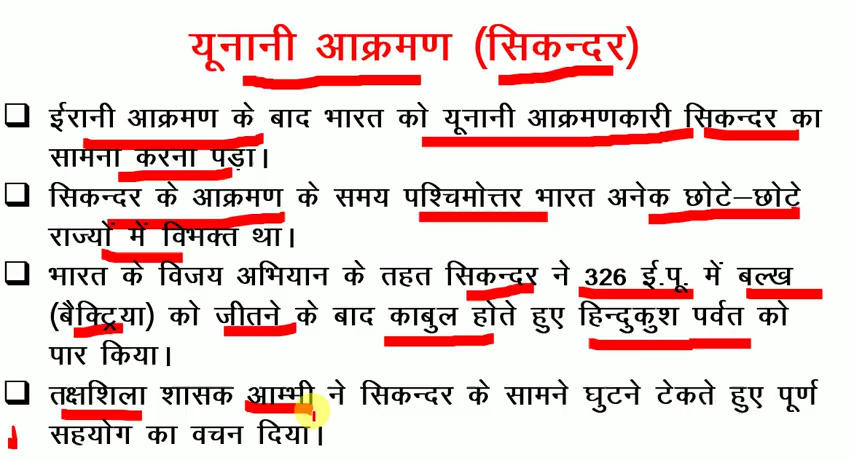 यूनानी आक्रमण (सिकन्दर)
❑ ईरानी आक्रमण के बाद भारत को यूनानी आक्रमणकारी सिकन्दर का
सामना करना पड़ा।
❑ सिकन्दर के आक्रमण के समय पश्चिमोत्तर भारत अनेक छोटे–छोटे
राज्यों में विभक्त था।
❑ भारत के विजय अभियान के तहत सिकन्दर ने 326 ई.पू. में बल्ख
(बैक्ट्रिया) को जीतने के बाद काबुल होते हुए हिन्दुकुश पर्वत को
पार किया।
❑ तक्षशिला शासक आम्भी ने सिकन्दर के सामने घुटने टेकते हुए पूर्ण
सहयोग का वचन दिया।